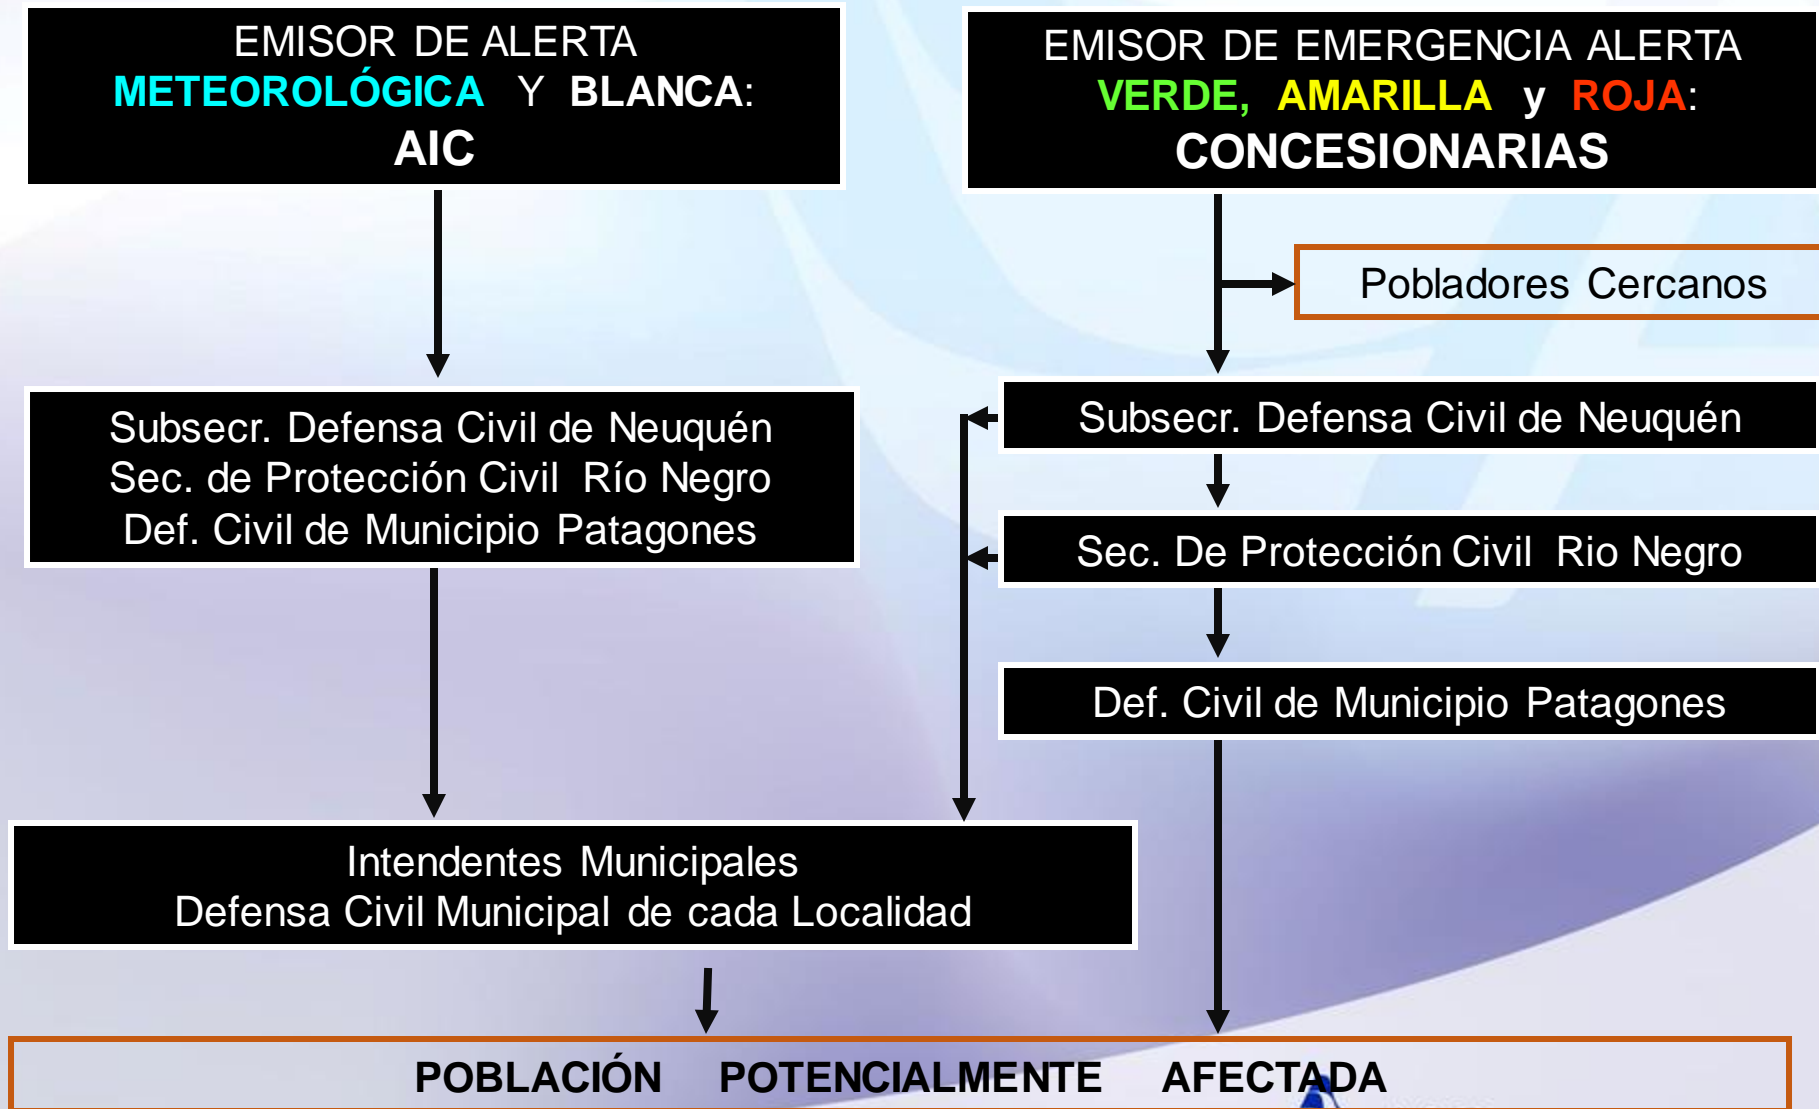 EMISOR DE ALERTA
METEOROLÓGICA Y BLANCA:
AIC
EMISOR DE EMERGENCIA ALERTA
VERDE, AMARILLA y ROJA:
CONCESIONARIAS
Pobladores Cercanos
Subsecr. Defensa Civil de Neuquén
Sec. de Protección Civil Río Negro
Def. Civil de Municipio Patagones
Subsecr. Defensa Civil de Neuquén
Sec. De Protección Civil Rio Negro
Def. Civil de Municipio Patagones
Intendentes Municipales
Defensa Civil Municipal de cada Localidad
POBLACIÓN POTENCIALMENTE AFECTADA